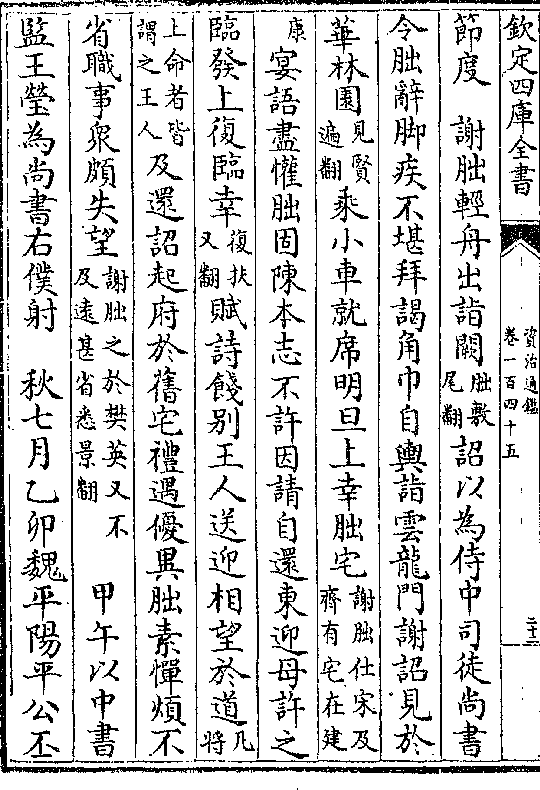 欽定四庫全書
資治通鑑
卷一百四十五
二十二
節度　謝朏輕舟出詣闕朏敷尾翻詔以為侍中司徒尚書
令朏辭脚疾不堪拜謁角巾自輿詣雲龍門謝詔見於
華林園見賢遍翻乘小車就席明旦上幸朏宅謝朏仕宋及齊有宅在建
康宴語盡懽朏固陳本志不許因請自還東迎母許之
臨發上復臨幸復扶又翻賦詩餞别王人送迎相望於道凡將
上命者皆謂之王人及還詔起府於舊宅禮遇優異朏素憚煩不
省職事衆頗失望謝朏之於樊英又不及遠甚省悉景翻　甲午以中書
監王瑩為尚書右僕射　秋七月乙卯魏平陽平公丕